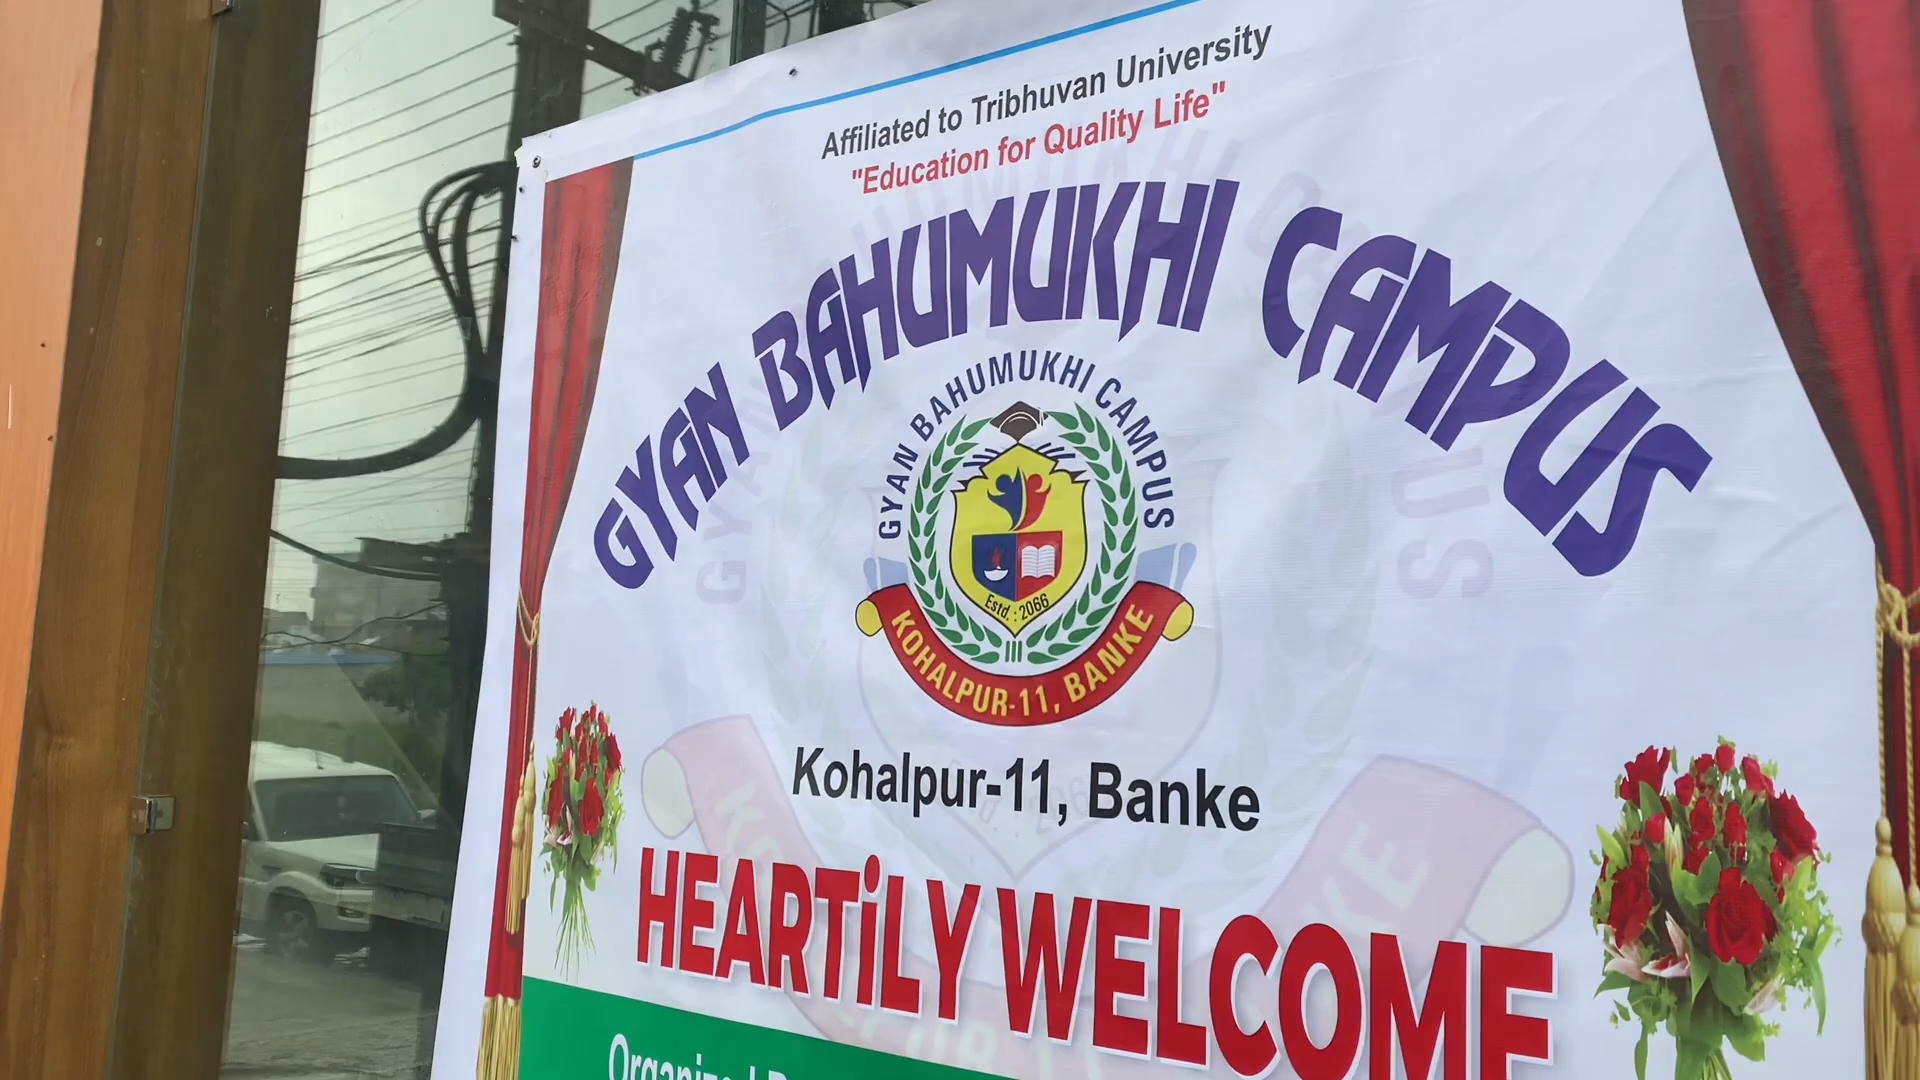 Affiliated to Tribhuvan University
"Education for Quality Life"
GYAN BAHUMUKHI CAMPUS
GYAN BAHUMUKHI CAMPUS
Estd. : 2066
KOHALPUR-11, BANKE
Kohalpur-11, Banke
HEARTiLY WELCOME
Organized